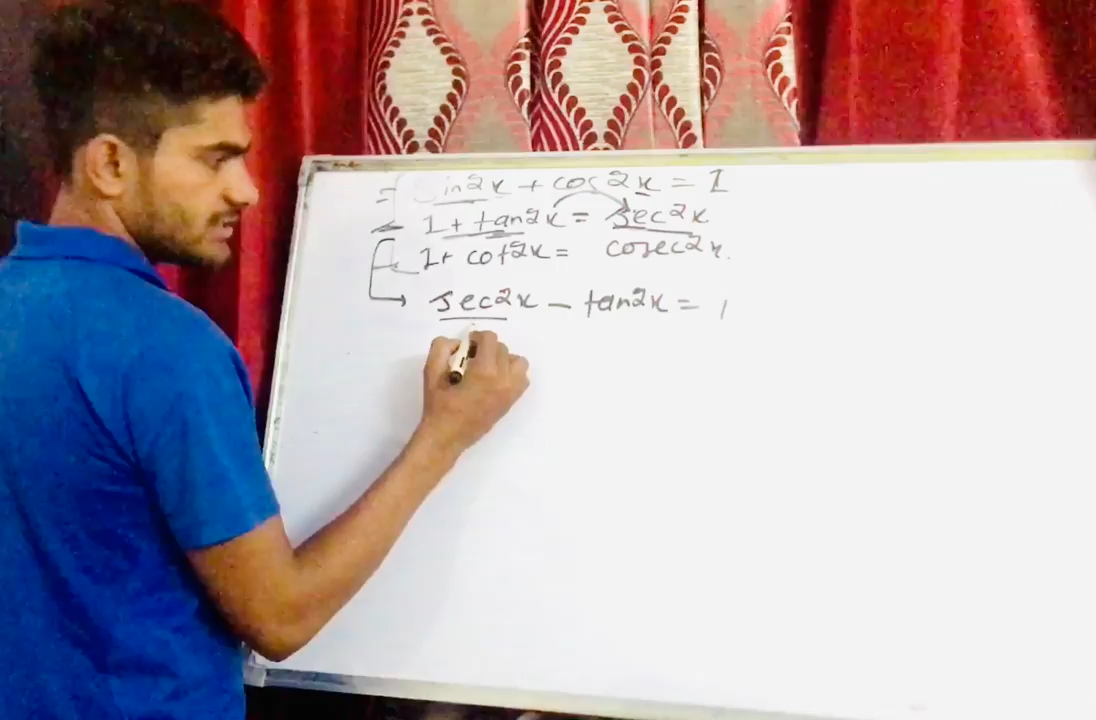 = sin2x + cos2x = 1
1 + tan2x = sec2x
1 + cot2x = cosec2x.
sec2x - tan2x = 1